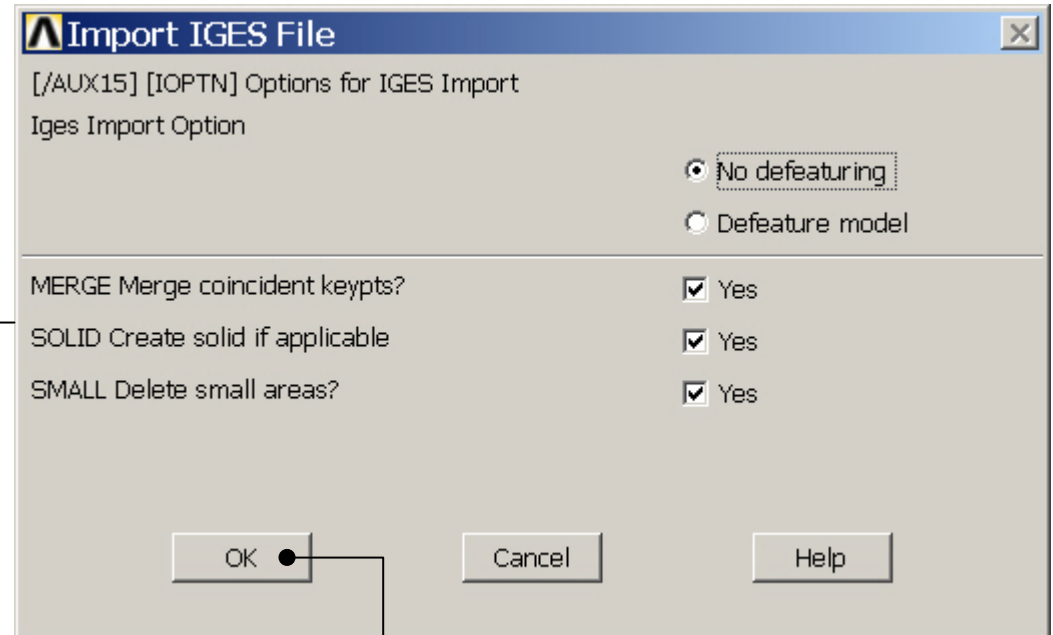 Import IGES File
[/AUX15] [IOPTN] Options for IGES Import
Iges Import Option
No defeaturing
Defeature model
MERGE Merge coincident keypts?
Yes
SOLID Create solid if applicable
Yes
SMALL Delete small areas?
Yes
OK
Cancel
Help